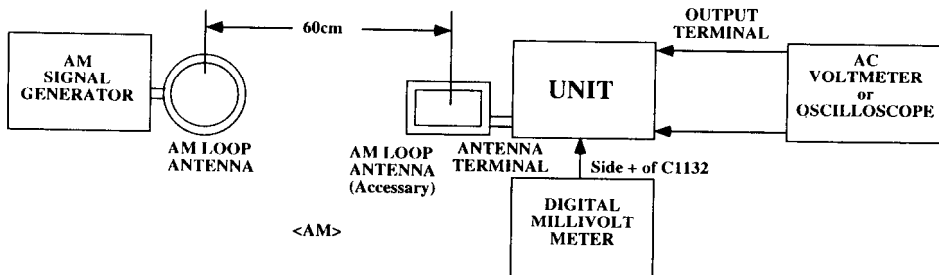 60cm
OUTPUT
TERMINAL
AM
SIGNAL
GENERATOR
UNIT
AC
VOLTMETER
or
OSCILLOSCOPE
AM LOOP
ANTENNA
AM LOOP
ANTENNA
(Accessary)
ANTENNA
TERMINAL
Side + of C1132
DIGITAL
MILLIVOLT
METER
<AM>